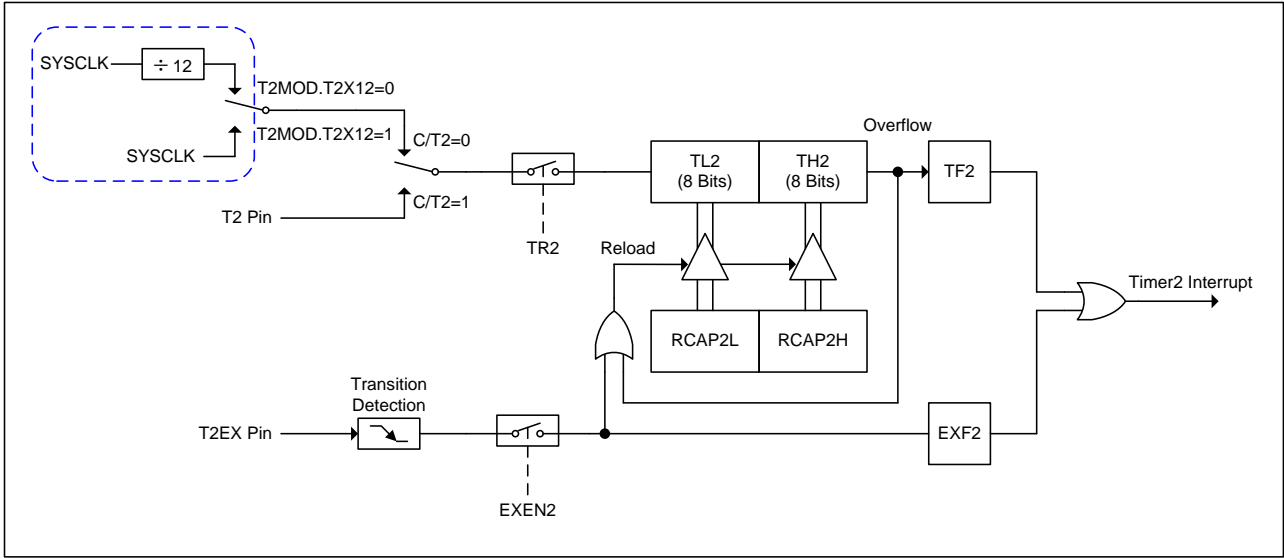 SYSCLK
÷ 12
T2MOD.T2X12=0
T2MOD.T2X12=1
SYSCLK
C/T2=0
C/T2=1
T2 Pin
TR2
TL2
(8 Bits)
TH2
(8 Bits)
Overflow
TF2
Reload
RCAP2L
RCAP2H
Timer2 Interrupt
Transition
Detection
T2EX Pin
EXEN2
EXF2